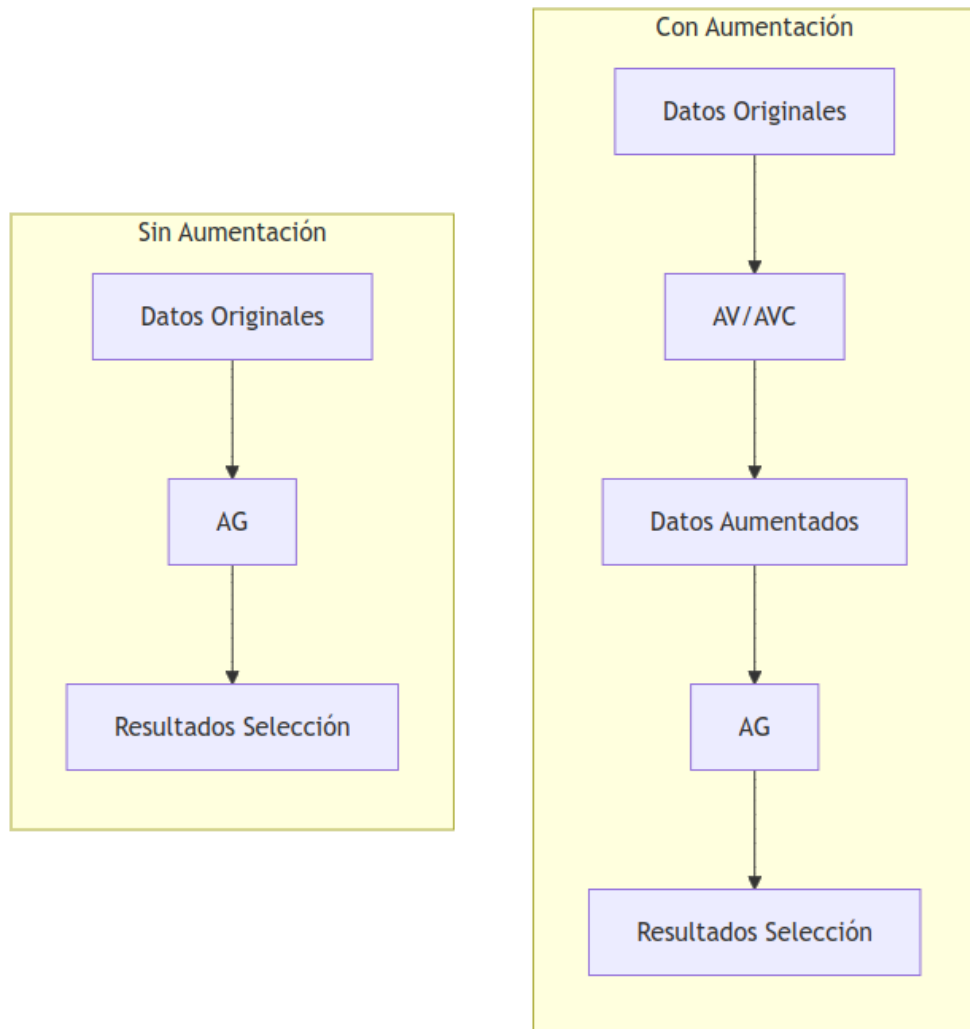 Sin Aumentación
Datos Originales
AG
Resultados Selección
Con Aumentación
Datos Originales
AV/AVC
Datos Aumentados
AG
Resultados Selección